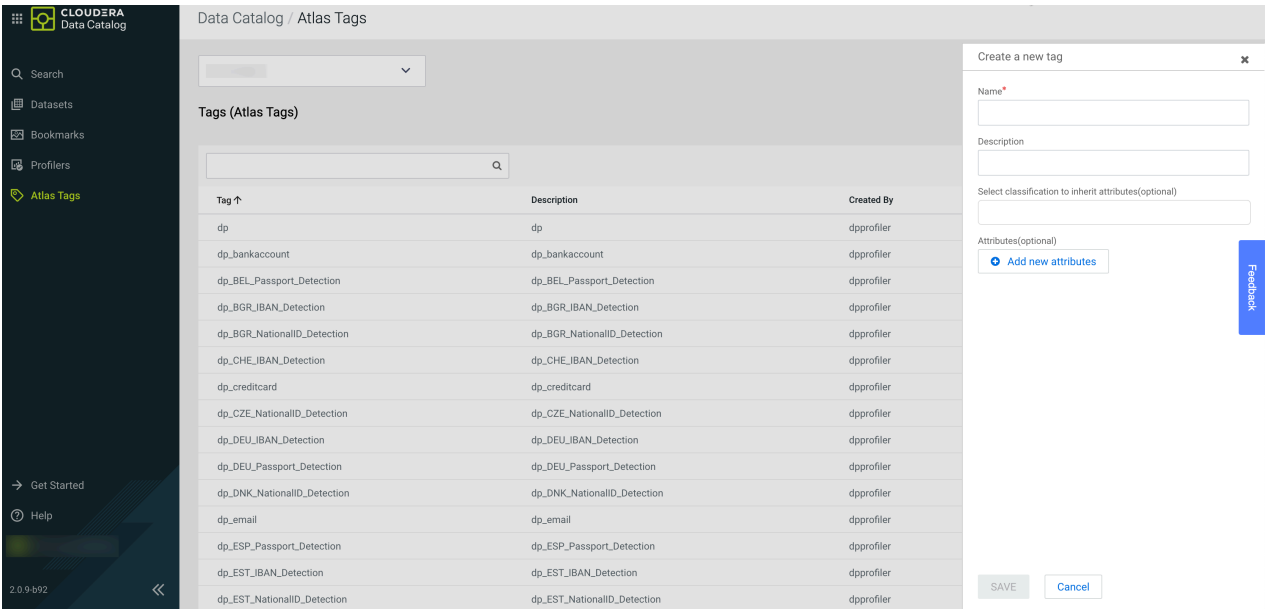 CLOUDERA
Data Catalog
Search
Datasets
Bookmarks
Profilers
Atlas Tags
Get Started
Help
2.0.9-b92
Data Catalog / Atlas Tags
Tags (Atlas Tags)
Tag Description Created By
dp dp dpprofiler
dp_bankaccount dp_bankaccount dpprofiler
dp_BEL_Passport_Detection dp_BEL_Passport_Detection dpprofiler
dp_BGR_IBAN_Detection dp_BGR_IBAN_Detection dpprofiler
dp_BGR_NationalID_Detection dp_BGR_NationalID_Detection dpprofiler
dp_CHE_IBAN_Detection dp_CHE_IBAN_Detection dpprofiler
dp_creditcard dp_creditcard dpprofiler
dp_CZE_NationalID_Detection dp_CZE_NationalID_Detection dpprofiler
dp_DEU_IBAN_Detection dp_DEU_IBAN_Detection dpprofiler
dp_DEU_Passport_Detection dp_DEU_Passport_Detection dpprofiler
dp_DNK_NationalID_Detection dp_DNK_NationalID_Detection dpprofiler
dp_email dp_email dpprofiler
dp_ESP_Passport_Detection dp_ESP_Passport_Detection dpprofiler
dp_EST_IBAN_Detection dp_EST_IBAN_Detection dpprofiler
dp_EST_NationalID_Detection dp_EST_NationalID_Detection dpprofiler
Create a new tag
Name*
Description
Select classification to inherit attributes(optional)
Attributes(optional)
Add new attributes
Feedback
SAVE Cancel